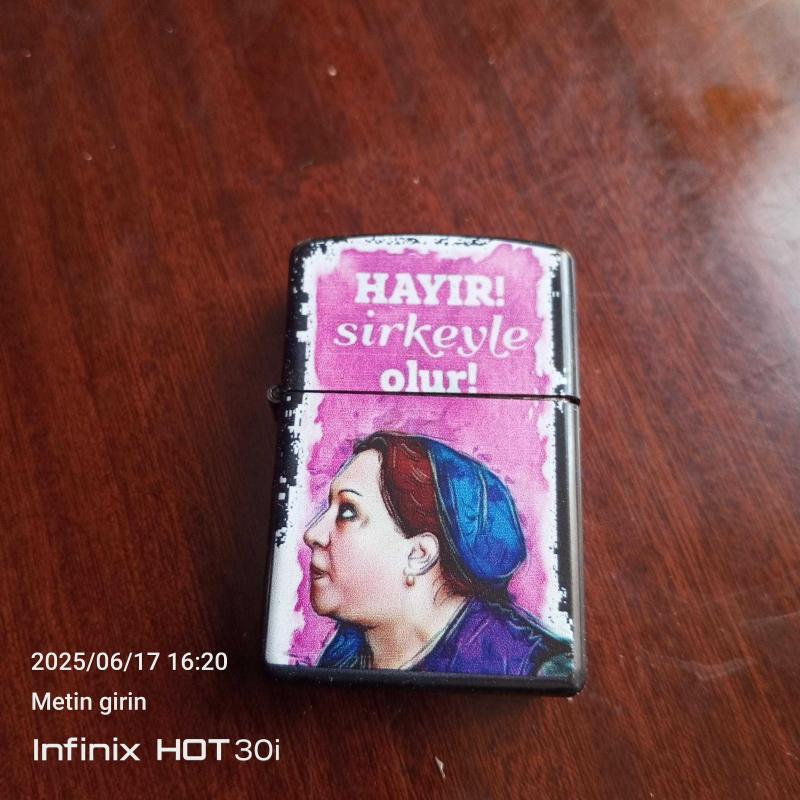 HAYIR!
sirkeyle
olur!
2025/06/17 16:20
Metin girin
Infinix HOT 30i